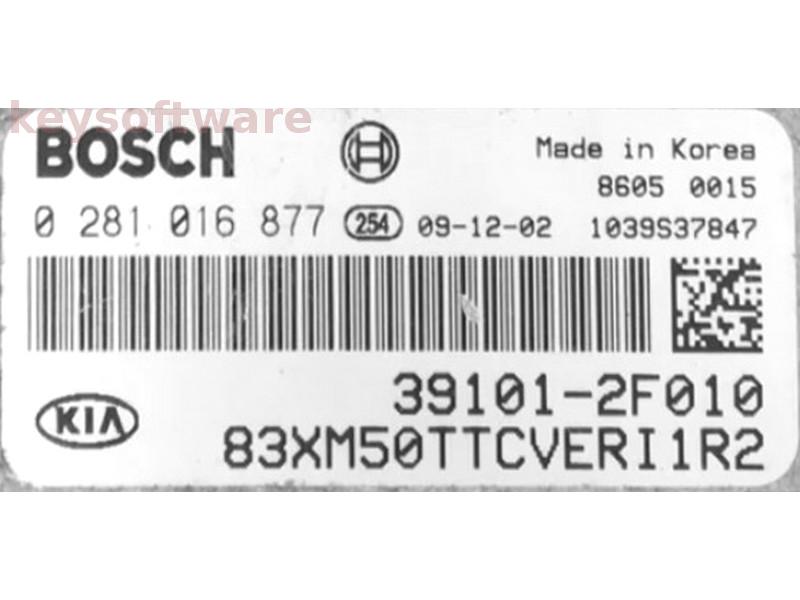 keysoftware
BOSCH
Made in Korea
8605 0015
0 281 016 877 254 09-12-02 1039S37847
39101-2F010
KIA
83XM50TTCVERI1R2